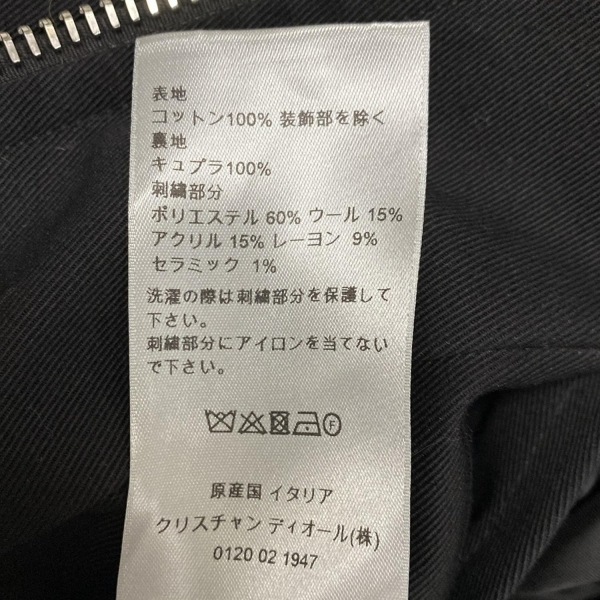 表地
コットン100% 装飾部を除く
裏地
キュプラ100%
刺繍部分
ポリエステル 60% ウール 15%
アクリル 15% レーヨン 9%
セラミック 1%
洗濯の際は刺繍部分を保護して
下さい。
刺繍部分にアイロンを当てない
で下さい。
F
原産国 イタリア
クリスチャン ディオール(株)
0120 02 1947